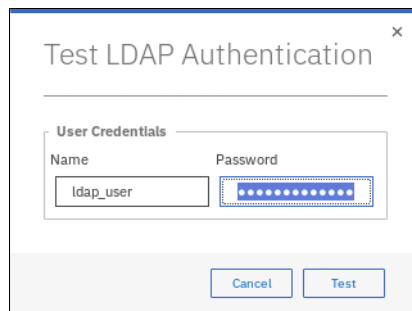 Test LDAP Authentication
User Credentials
Name Password
ldap_user •••••••••••••
Cancel Test